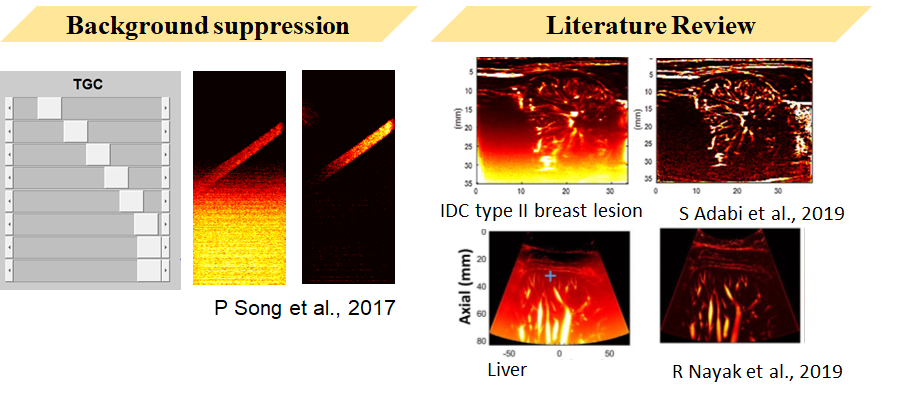 Background suppression
Literature Review
TGC
P Song et al., 2017
5
10
15
20
25
30
35
(mm)
0
10
20
30
5
10
15
20
25
30
35
(mm)
0
10
20
30
IDC type II breast lesion
S Adabi et al., 2019
Axial (mm)
0
20
40
60
80
-50
0
50
Liver
R Nayak et al., 2019